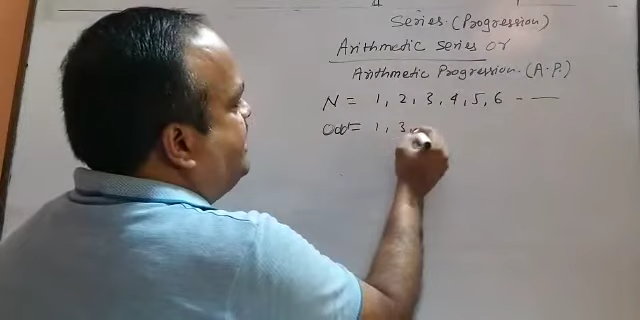 Series. (Progression)
Arithmetic Series or
Arithmetic Progression. (A.P.)
N = 1, 2, 3, 4, 5, 6 - —
Odd = 1, 3,